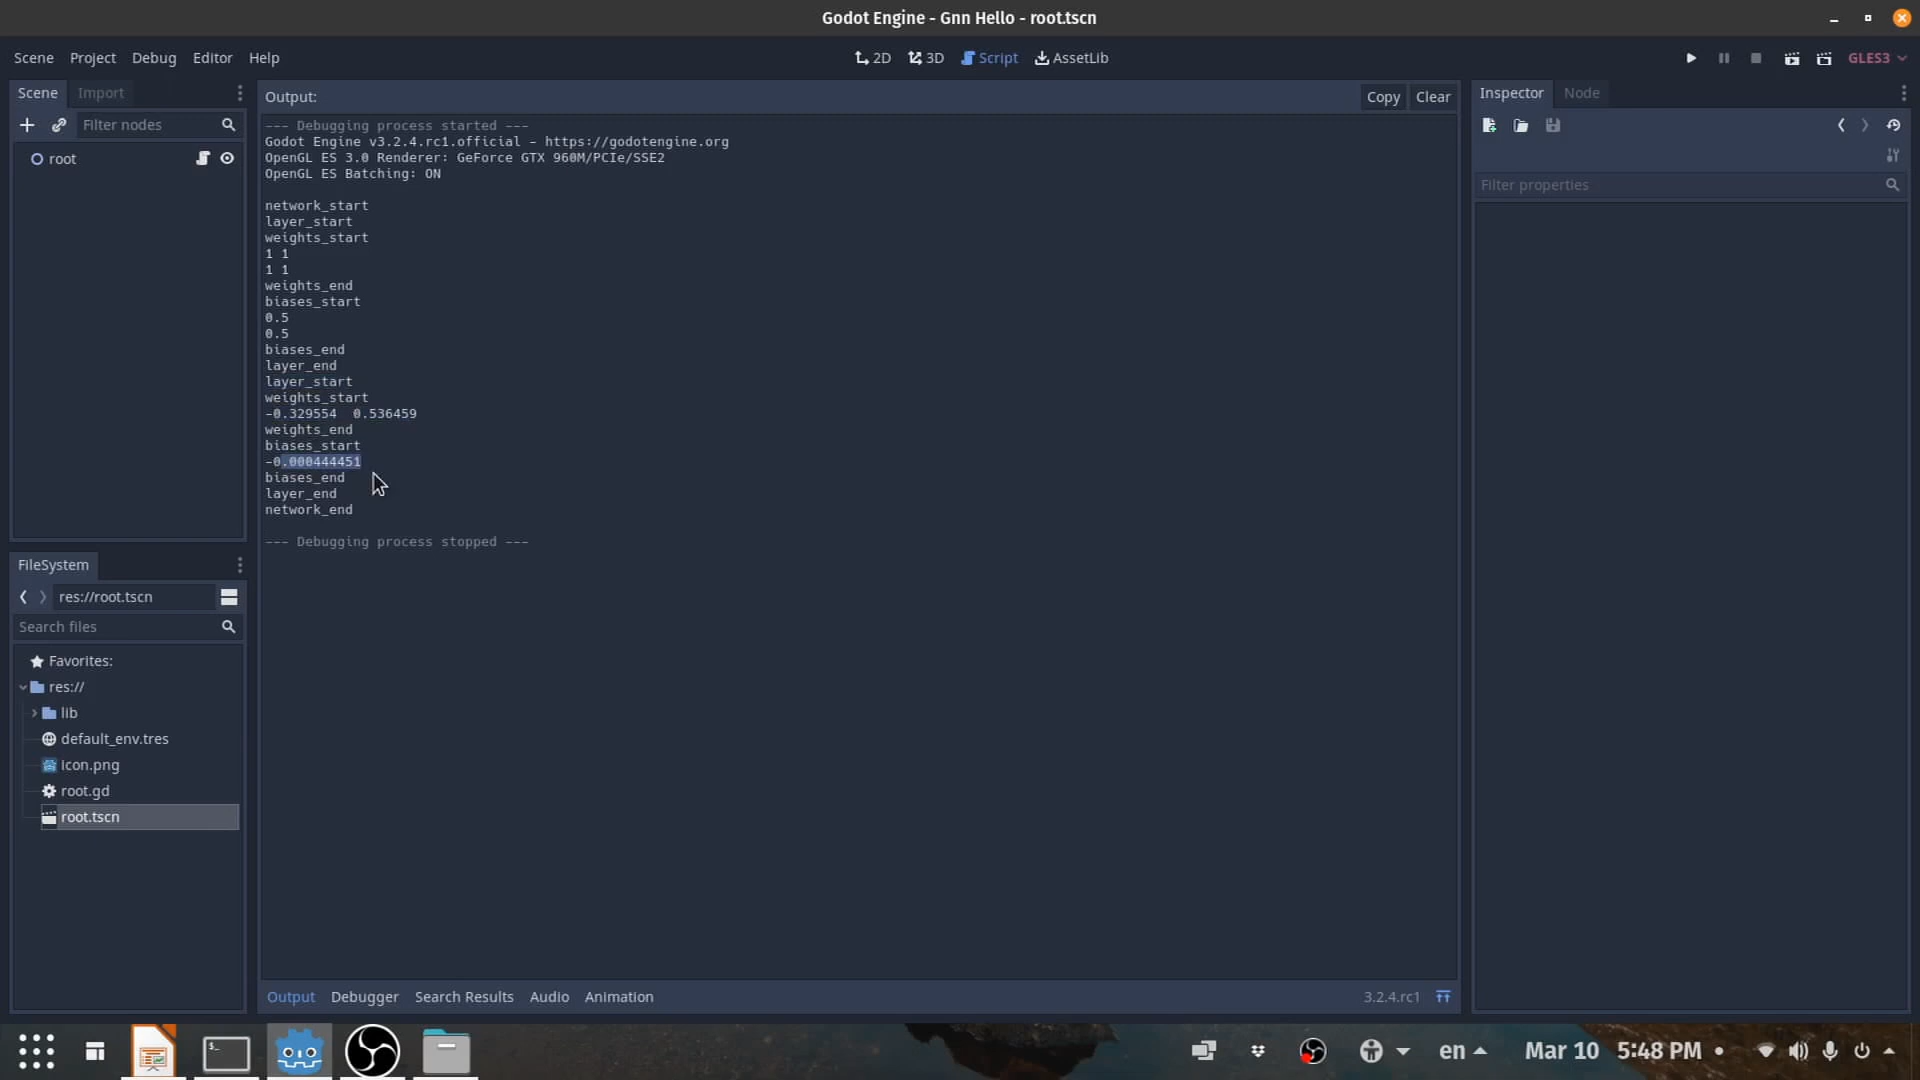 Godot Engine - Gnn Hello - root.tscn
Scene Project Debug Editor Help
2D 3D Script AssetLib
GLES3
Scene Import
Filter nodes
root
Output:
Copy Clear
--- Debugging process started ---
Godot Engine v3.2.4.rc1.official - https://godotengine.org
OpenGL ES 3.0 Renderer: GeForce GTX 960M/PCIe/SSE2
OpenGL ES Batching: ON
network_start
layer_start
weights_start
1 1
1 1
weights_end
biases_start
0.5
0.5
biases_end
layer_end
layer_start
weights_start
-0.329554  0.536459
weights_end
biases_start
-0.000444451
biases_end
layer_end
network_end
--- Debugging process stopped ---
Output Debugger Search Results Audio Animation
3.2.4.rc1
Inspector Node
Filter properties
FileSystem
res://root.tscn
Search files
Favorites:
res://
lib
default_env.tres
icon.png
root.gd
root.tscn
$_
en
Mar 10 5:48 PM